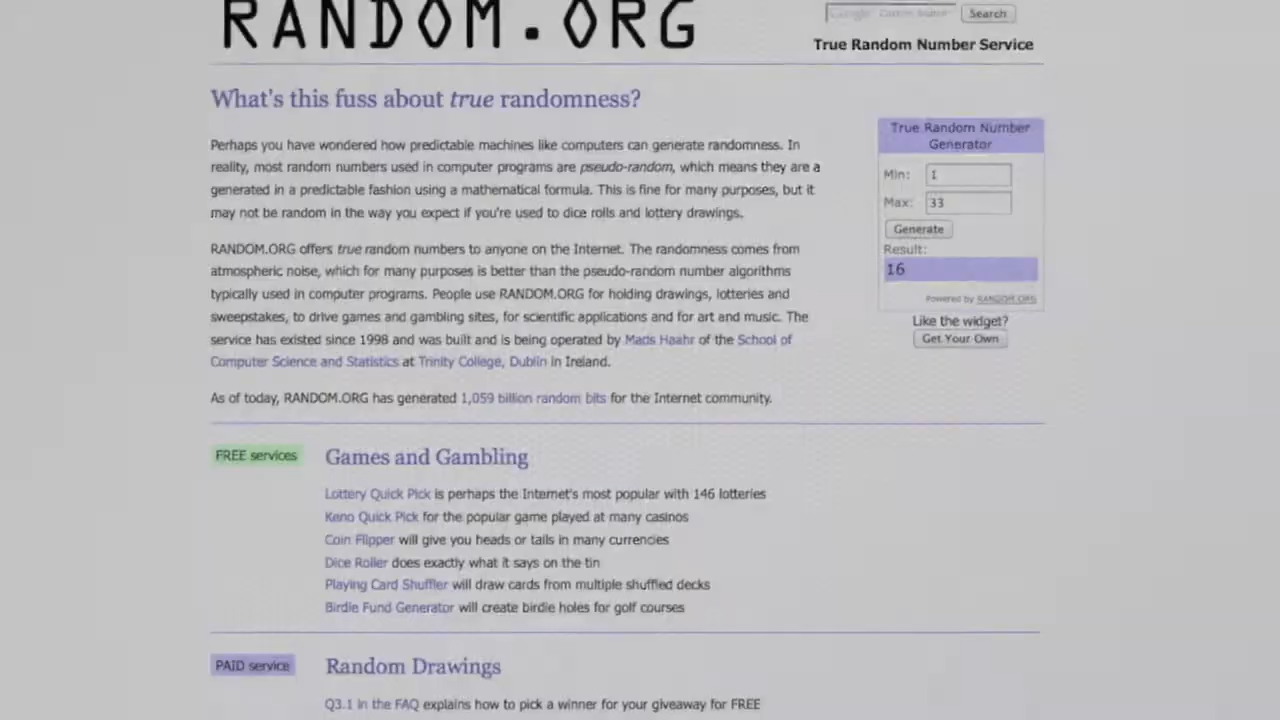 RANDOM.ORG
Google Custom Search
Search
True Random Number Service
What's this fuss about true randomness?
Perhaps you have wondered how predictable machines like computers can generate randomness. In
reality, most random numbers used in computer programs are pseudo-random, which means they are a
generated in a predictable fashion using a mathematical formula. This is fine for many purposes, but it
may not be random in the way you expect if you're used to dice rolls and lottery drawings.
RANDOM.ORG offers true random numbers to anyone on the Internet. The randomness comes from
atmospheric noise, which for many purposes is better than the pseudo-random number algorithms
typically used in computer programs. People use RANDOM.ORG for holding drawings, lotteries and
sweepstakes, to drive games and gambling sites, for scientific applications and for art and music. The
service has existed since 1998 and was built and is being operated by Mads Haahr of the School of
Computer Science and Statistics at Trinity College, Dublin in Ireland.
As of today, RANDOM.ORG has generated 1,059 billion random bits for the Internet community.
True Random Number
Generator
Min: 1
Max: 33
Generate
Result:
16
Powered by RANDOM.ORG
Like the widget?
Get Your Own
FREE services
Games and Gambling
Lottery Quick Pick is perhaps the Internet's most popular with 146 lotteries
Keno Quick Pick for the popular game played at many casinos
Coin Flipper will give you heads or tails in many currencies
Dice Roller does exactly what it says on the tin
Playing Card Shuffler will draw cards from multiple shuffled decks
Birdie Fund Generator will create birdie holes for golf courses
PAID service
Random Drawings
Q3.1 in the FAQ explains how to pick a winner for your giveaway for FREE